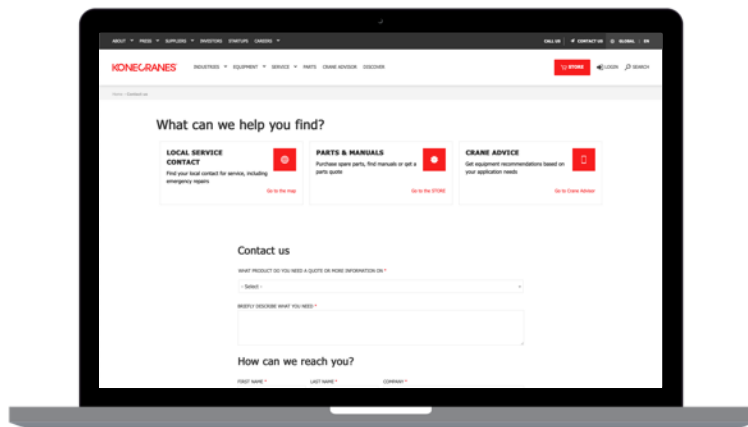 ABOUT PRESS SUPPLIERS INVESTORS STARTUPS CAREERS CALL US CONTACT US GLOBAL EN
KONECRANES INDUSTRIES EQUIPMENT SERVICE PARTS CRANE ADVISOR DISCOVER STORE LOGIN SEARCH
Home › Contact us
What can we help you find?
LOCAL SERVICE
CONTACT
Find your local contact for service, including
emergency repairs
Go to the map
PARTS & MANUALS
Purchase spare parts, find manuals or get a
parts quote
Go to the STORE
CRANE ADVICE
Get equipment recommendations based on
your application needs
Go to Crane Advisor
Contact us
WHAT PRODUCT DO YOU NEED A QUOTE OR MORE INFORMATION ON *
- Select -
BRIEFLY DESCRIBE WHAT YOU NEED *
How can we reach you?
FIRST NAME * LAST NAME * COMPANY *